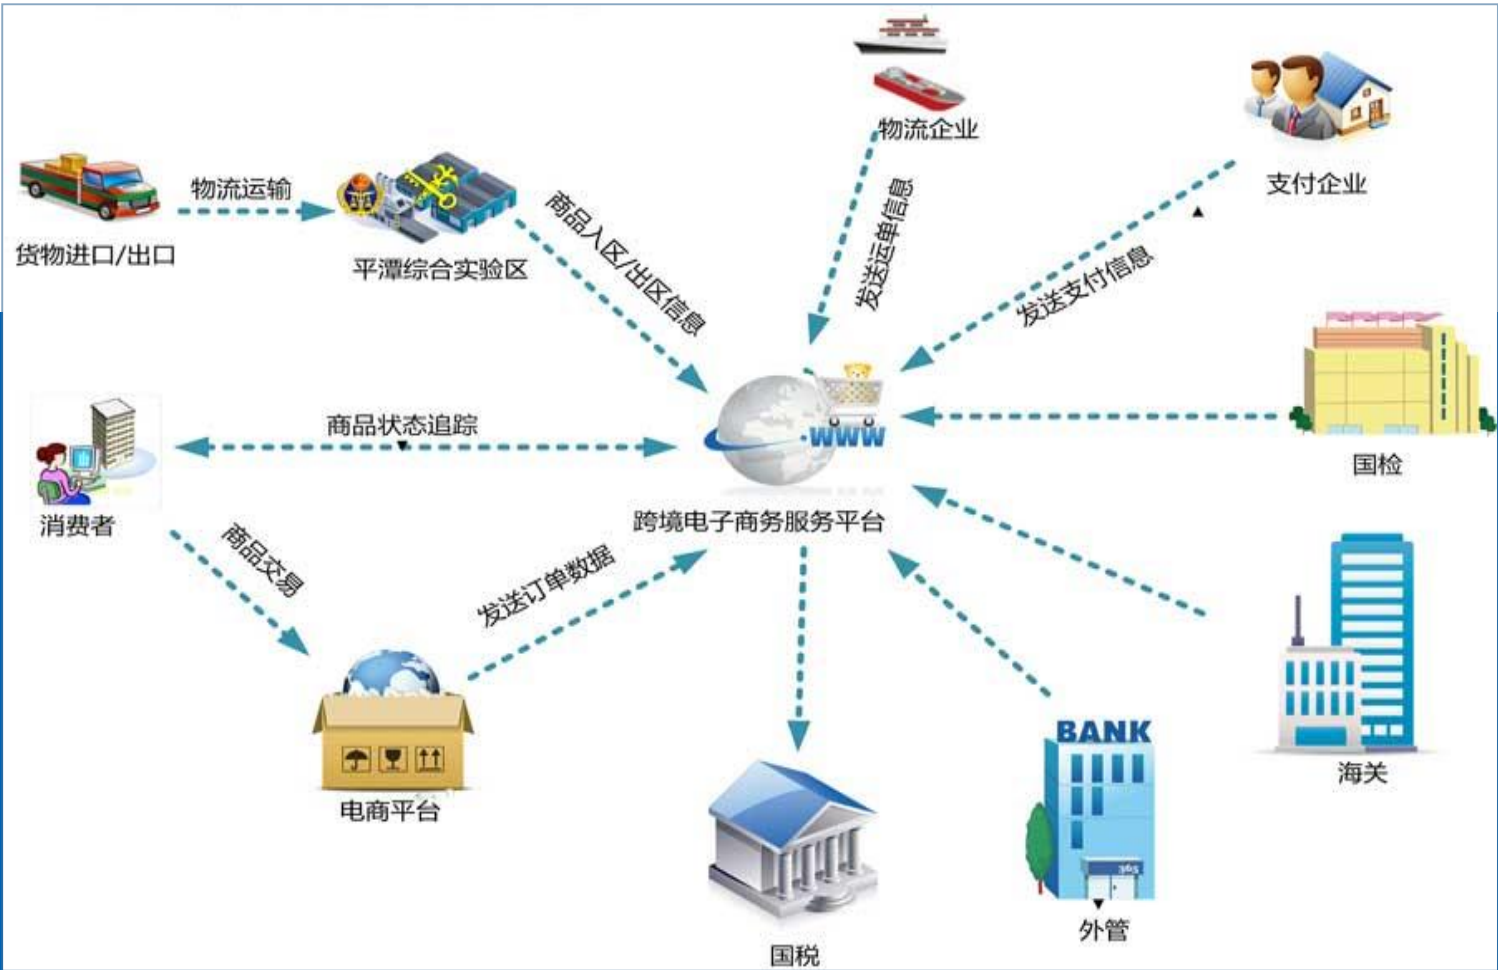 物流企业
支付企业
物流运输
货物进口/出口
平潭综合实验区
商品入区/出区信息
发送运单信息
发送支付信息
国检
商品状态追踪
WWW
消费者
跨境电子商务服务平台
商品交易
发送订单数据
电商平台
BANK
海关
外管
国税